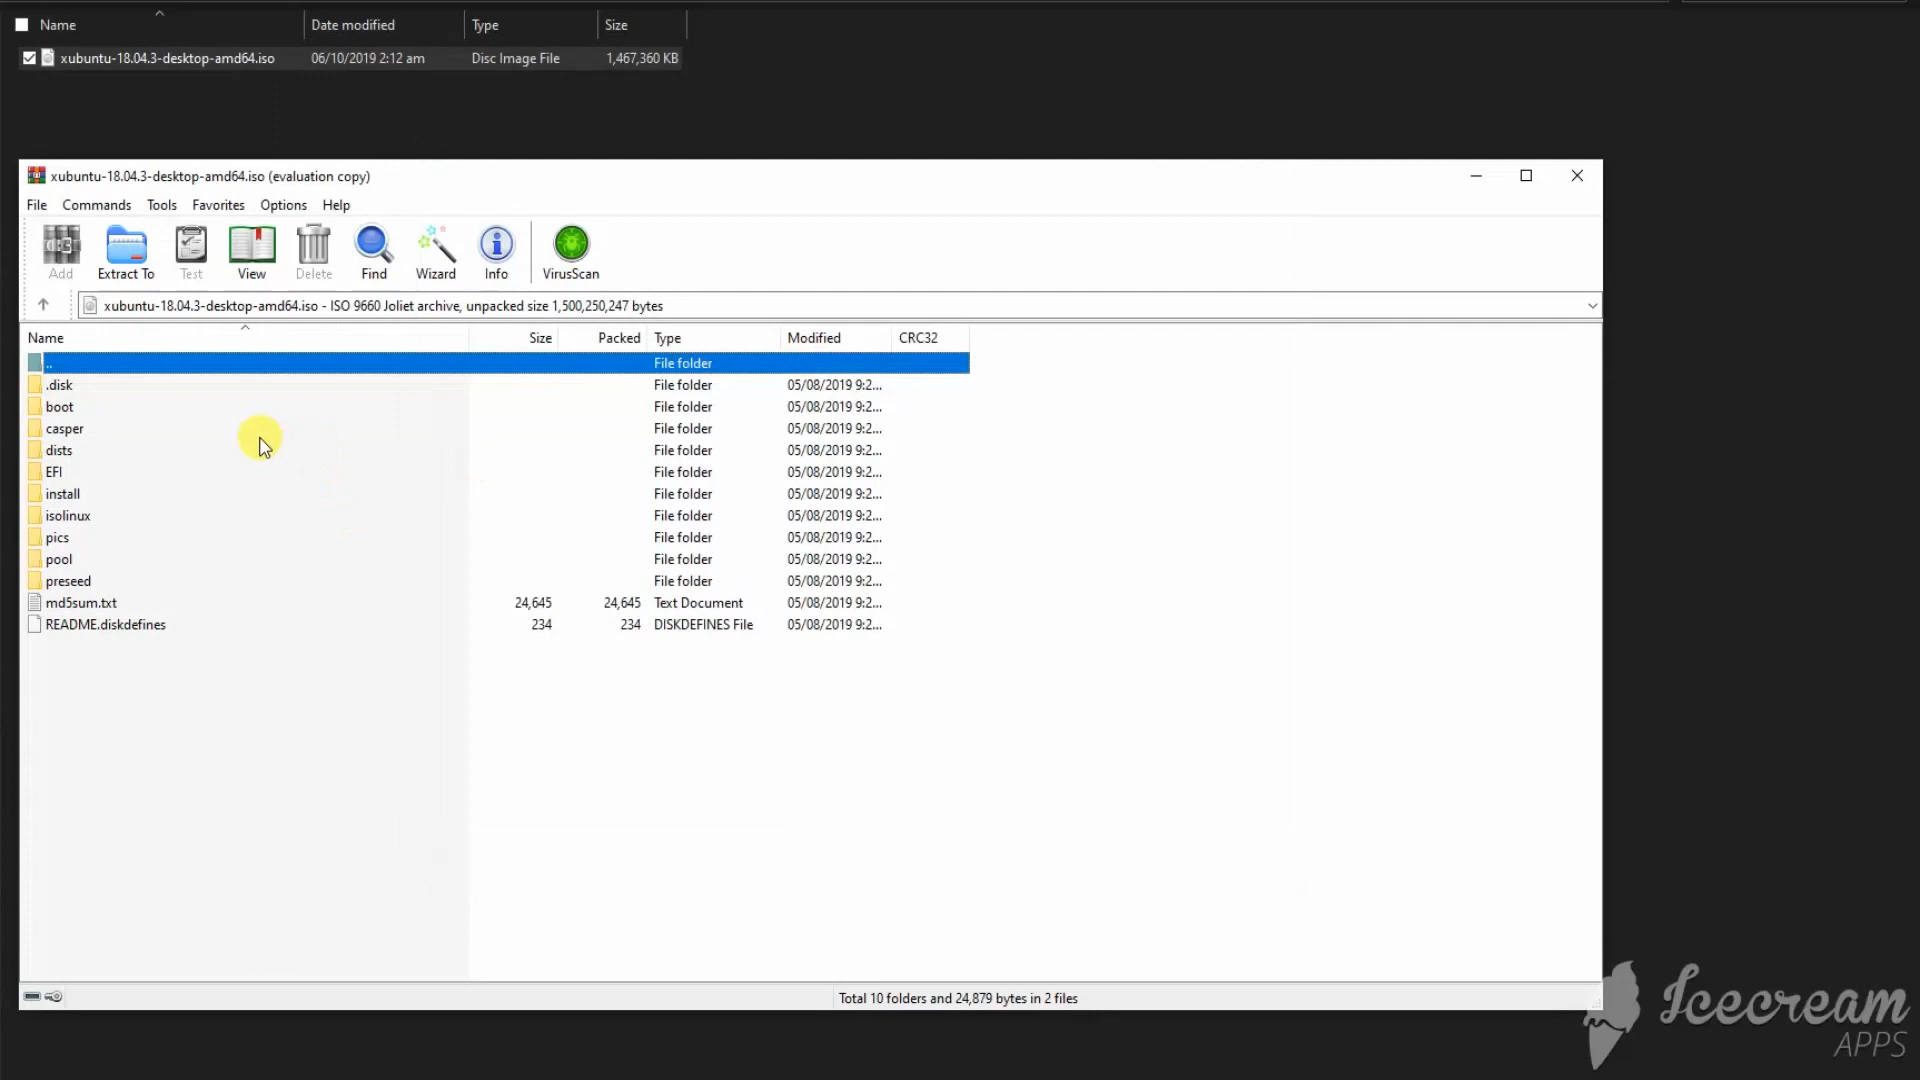 Name Date modified Type Size
xubuntu-18.04.3-desktop-amd64.iso 06/10/2019 2:12 am Disc Image File 1,467,360 KB
xubuntu-18.04.3-desktop-amd64.iso (evaluation copy)
File Commands Tools Favorites Options Help
Add Extract To Test View Delete Find Wizard Info VirusScan
xubuntu-18.04.3-desktop-amd64.iso - ISO 9660 Joliet archive, unpacked size 1,500,250,247 bytes
Name Size Packed Type Modified CRC32
.. File folder
.disk File folder 05/08/2019 9:2...
boot File folder 05/08/2019 9:2...
casper File folder 05/08/2019 9:2...
dists File folder 05/08/2019 9:2...
EFI File folder 05/08/2019 9:2...
install File folder 05/08/2019 9:2...
isolinux File folder 05/08/2019 9:2...
pics File folder 05/08/2019 9:2...
pool File folder 05/08/2019 9:2...
preseed File folder 05/08/2019 9:2...
md5sum.txt 24,645 24,645 Text Document 05/08/2019 9:2...
README.diskdefines 234 234 DISKDEFINES File 05/08/2019 9:2...
Total 10 folders and 24,879 bytes in 2 files
Icecream
APPS